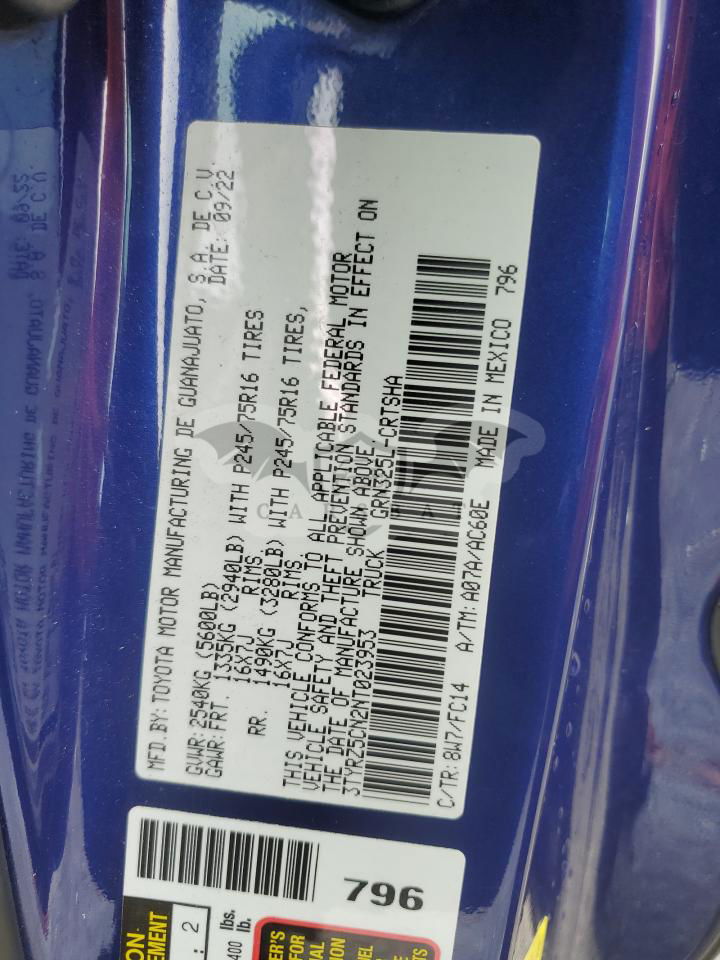 MFD.BY: TOYOTA MOTOR MANUFACTURING DE GUANAJUATO, S.A. DE C.V.
GVWR: 2540KG (5600LB) DATE: 09/22
GAWR: FRT. 1335KG (2940LB) WITH P245/75R16 TIRES
16X7J RIMS
RR. 1490KG (3280LB) WITH P245/75R16 TIRES,
16X7J RIMS
THIS VEHICLE CONFORMS TO ALL APPLICABLE FEDERAL MOTOR
VEHICLE SAFETY AND THEFT PREVENTION STANDARDS IN EFFECT ON
THE DATE OF MANUFACTURE SHOWN ABOVE.
3TYRZ5CN2NT023953 TRUCK GRN325L-CRTSHA
C/TR: 8W7/FC14 A/TM: A07A/AC60E MADE IN MEXICO 796
796
: 2
400 lbs.
lb.